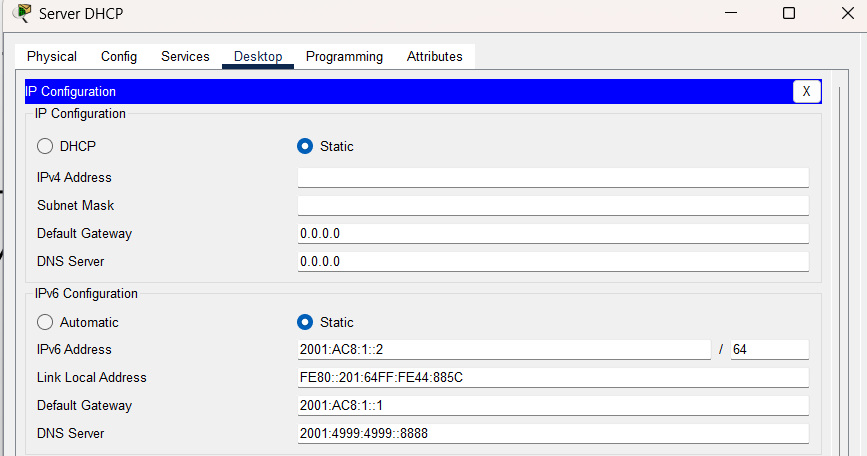 Server DHCP
Physical Config Services Desktop Programming Attributes
IP Configuration X
IP Configuration
DHCP Static
IPv4 Address
Subnet Mask
Default Gateway 0.0.0.0
DNS Server 0.0.0.0
IPv6 Configuration
Automatic Static
IPv6 Address 2001:AC8:1::2 / 64
Link Local Address FE80::201:64FF:FE44:885C
Default Gateway 2001:AC8:1::1
DNS Server 2001:4999:4999::8888